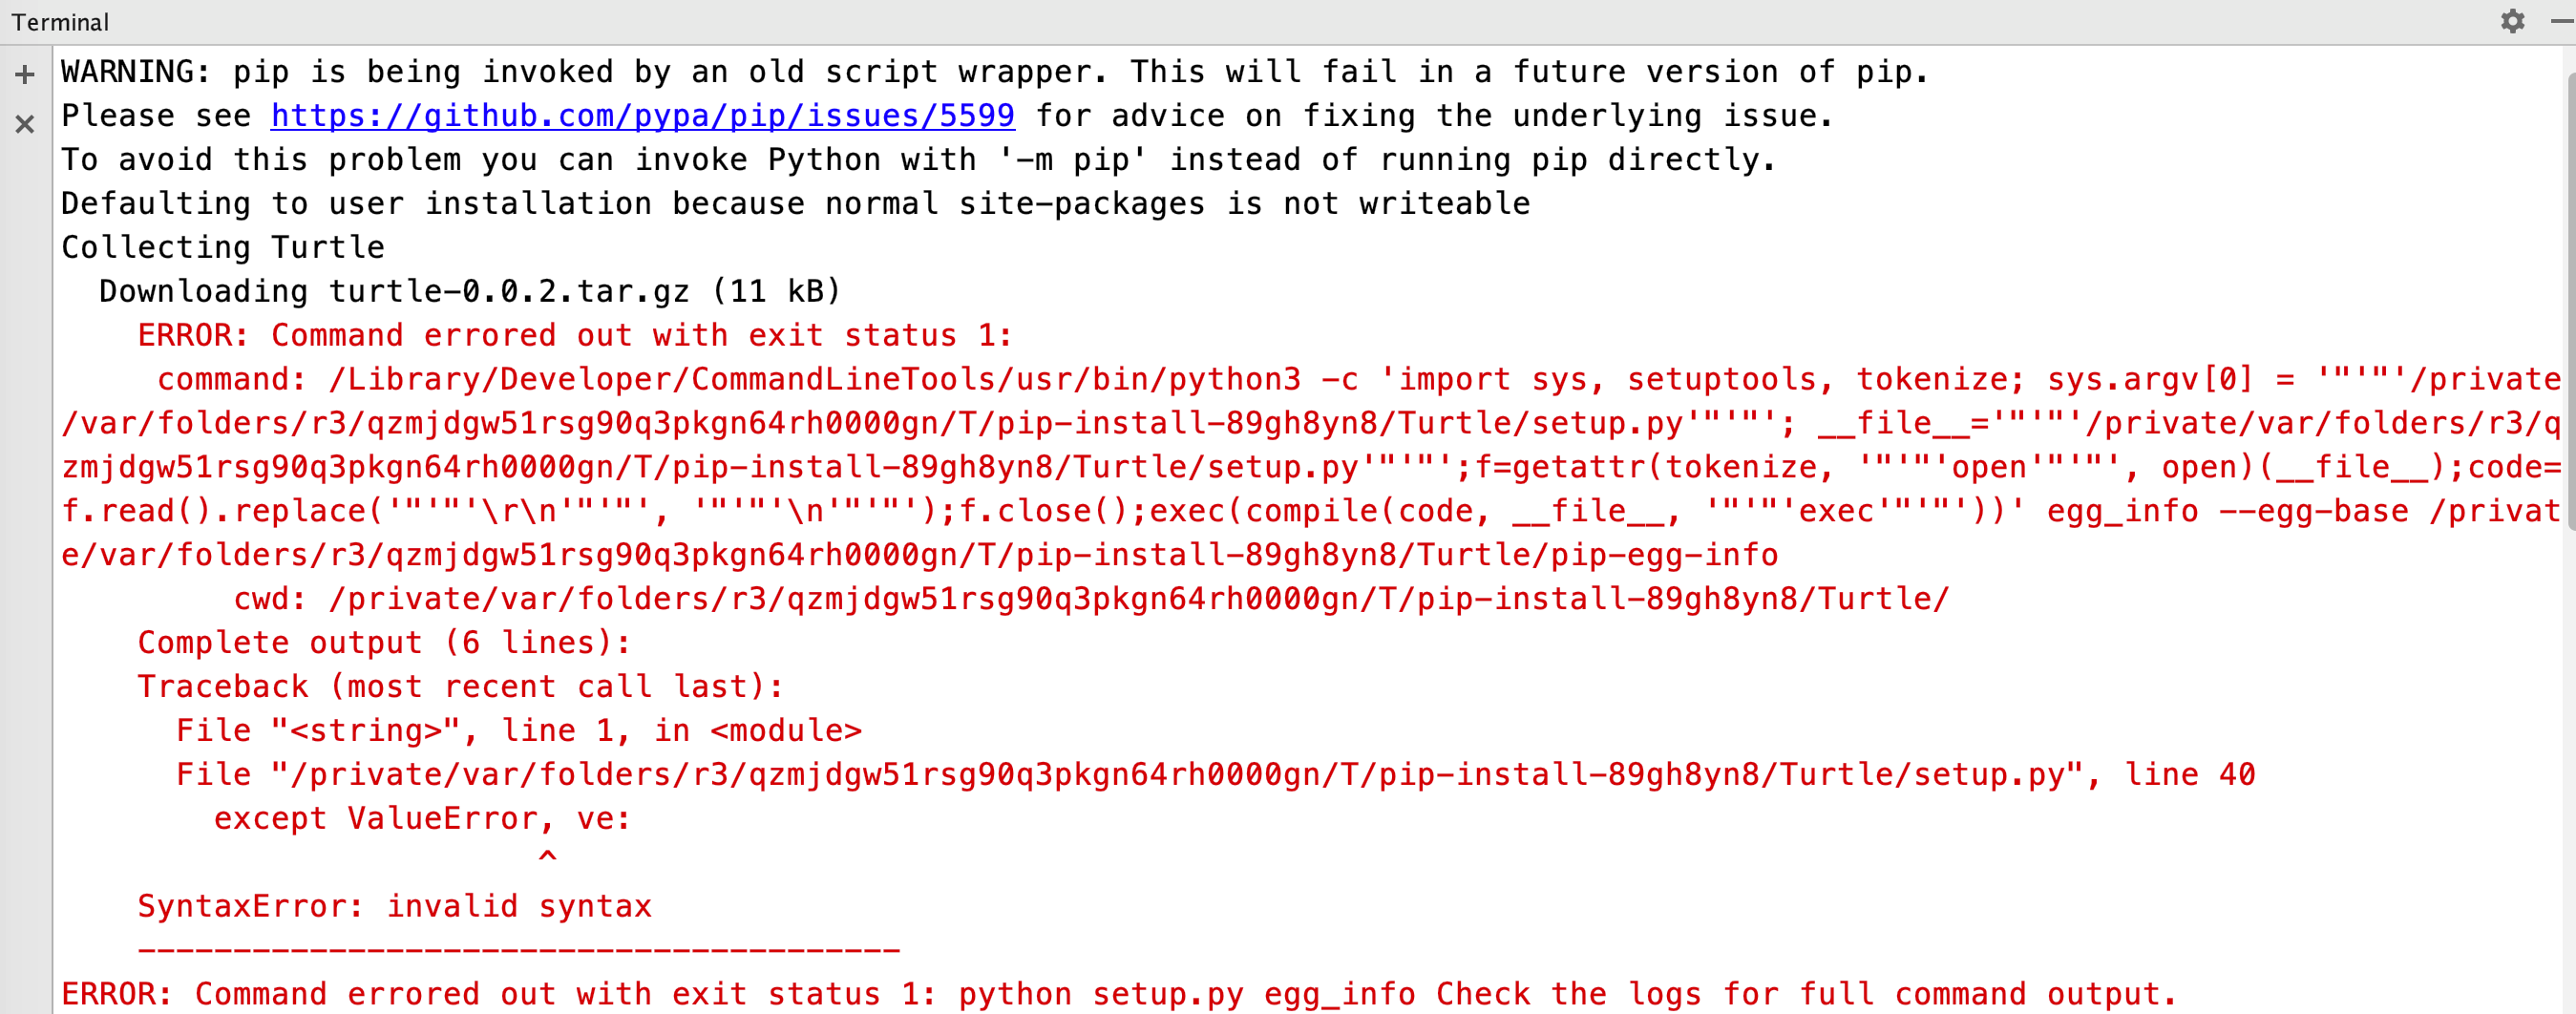 Terminal
WARNING: pip is being invoked by an old script wrapper. This will fail in a future version of pip.
Please see https://github.com/pypa/pip/issues/5599 for advice on fixing the underlying issue.
To avoid this problem you can invoke Python with '-m pip' instead of running pip directly.
Defaulting to user installation because normal site-packages is not writeable
Collecting Turtle
  Downloading turtle-0.0.2.tar.gz (11 kB)
    ERROR: Command errored out with exit status 1:
     command: /Library/Developer/CommandLineTools/usr/bin/python3 -c 'import sys, setuptools, tokenize; sys.argv[0] = '"'"'/private
/var/folders/r3/qzmjdgw51rsg90q3pkgn64rh0000gn/T/pip-install-89gh8yn8/Turtle/setup.py'"'"'; __file__='"'"'/private/var/folders/r3/q
zmjdgw51rsg90q3pkgn64rh0000gn/T/pip-install-89gh8yn8/Turtle/setup.py'"'"';f=getattr(tokenize, '"'"'open'"'"', open)(__file__);code=
f.read().replace('"'"'\r\n'"'"', '"'"'\n'"'"');f.close();exec(compile(code, __file__, '"'"'exec'"'"'))' egg_info --egg-base /privat
e/var/folders/r3/qzmjdgw51rsg90q3pkgn64rh0000gn/T/pip-install-89gh8yn8/Turtle/pip-egg-info
         cwd: /private/var/folders/r3/qzmjdgw51rsg90q3pkgn64rh0000gn/T/pip-install-89gh8yn8/Turtle/
    Complete output (6 lines):
    Traceback (most recent call last):
      File "<string>", line 1, in <module>
      File "/private/var/folders/r3/qzmjdgw51rsg90q3pkgn64rh0000gn/T/pip-install-89gh8yn8/Turtle/setup.py", line 40
        except ValueError, ve:
                         ^
    SyntaxError: invalid syntax
    ----------------------------------------
ERROR: Command errored out with exit status 1: python setup.py egg_info Check the logs for full command output.